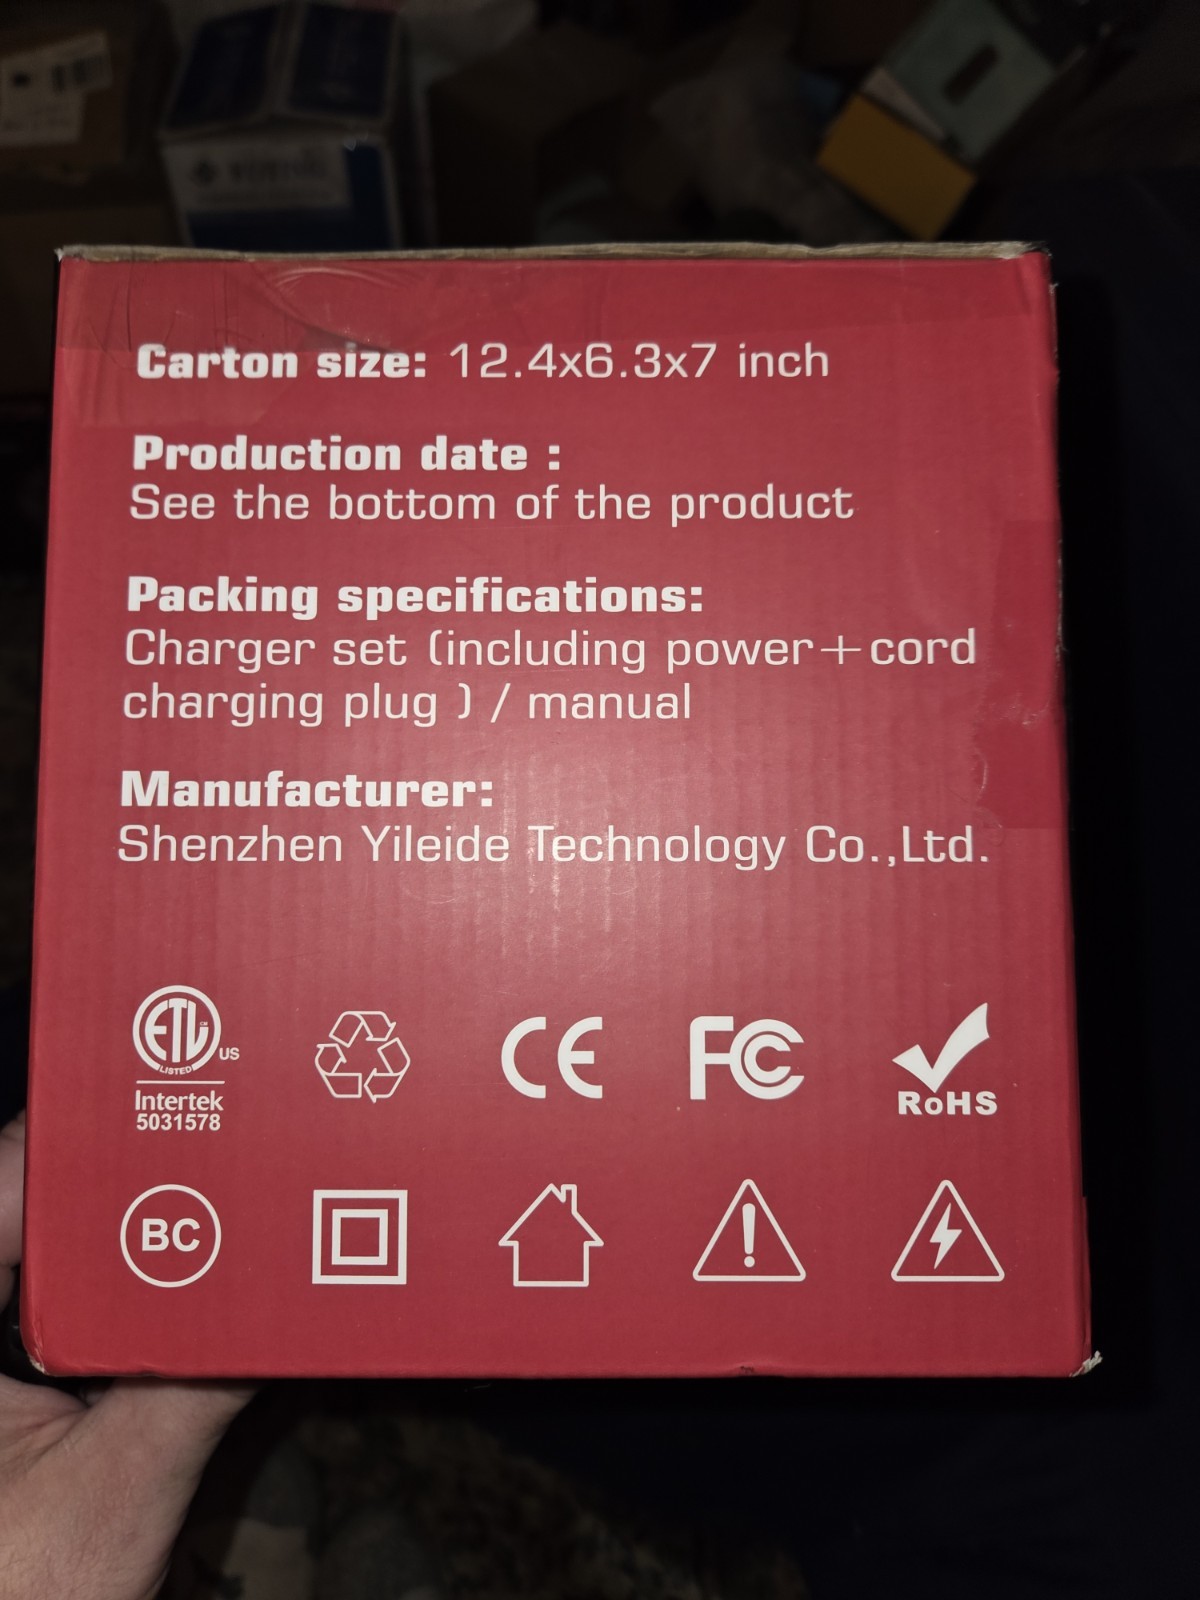 Carton size: 12.4x6.3x7 inch
Production date :
See the bottom of the product
Packing specifications:
Charger set (including power+cord
charging plug ) / manual
Manufacturer:
Shenzhen Yileide Technology Co.,Ltd.
ETL CM
LISTED
US
Intertek
5031578
CE
FC
RoHS
BC